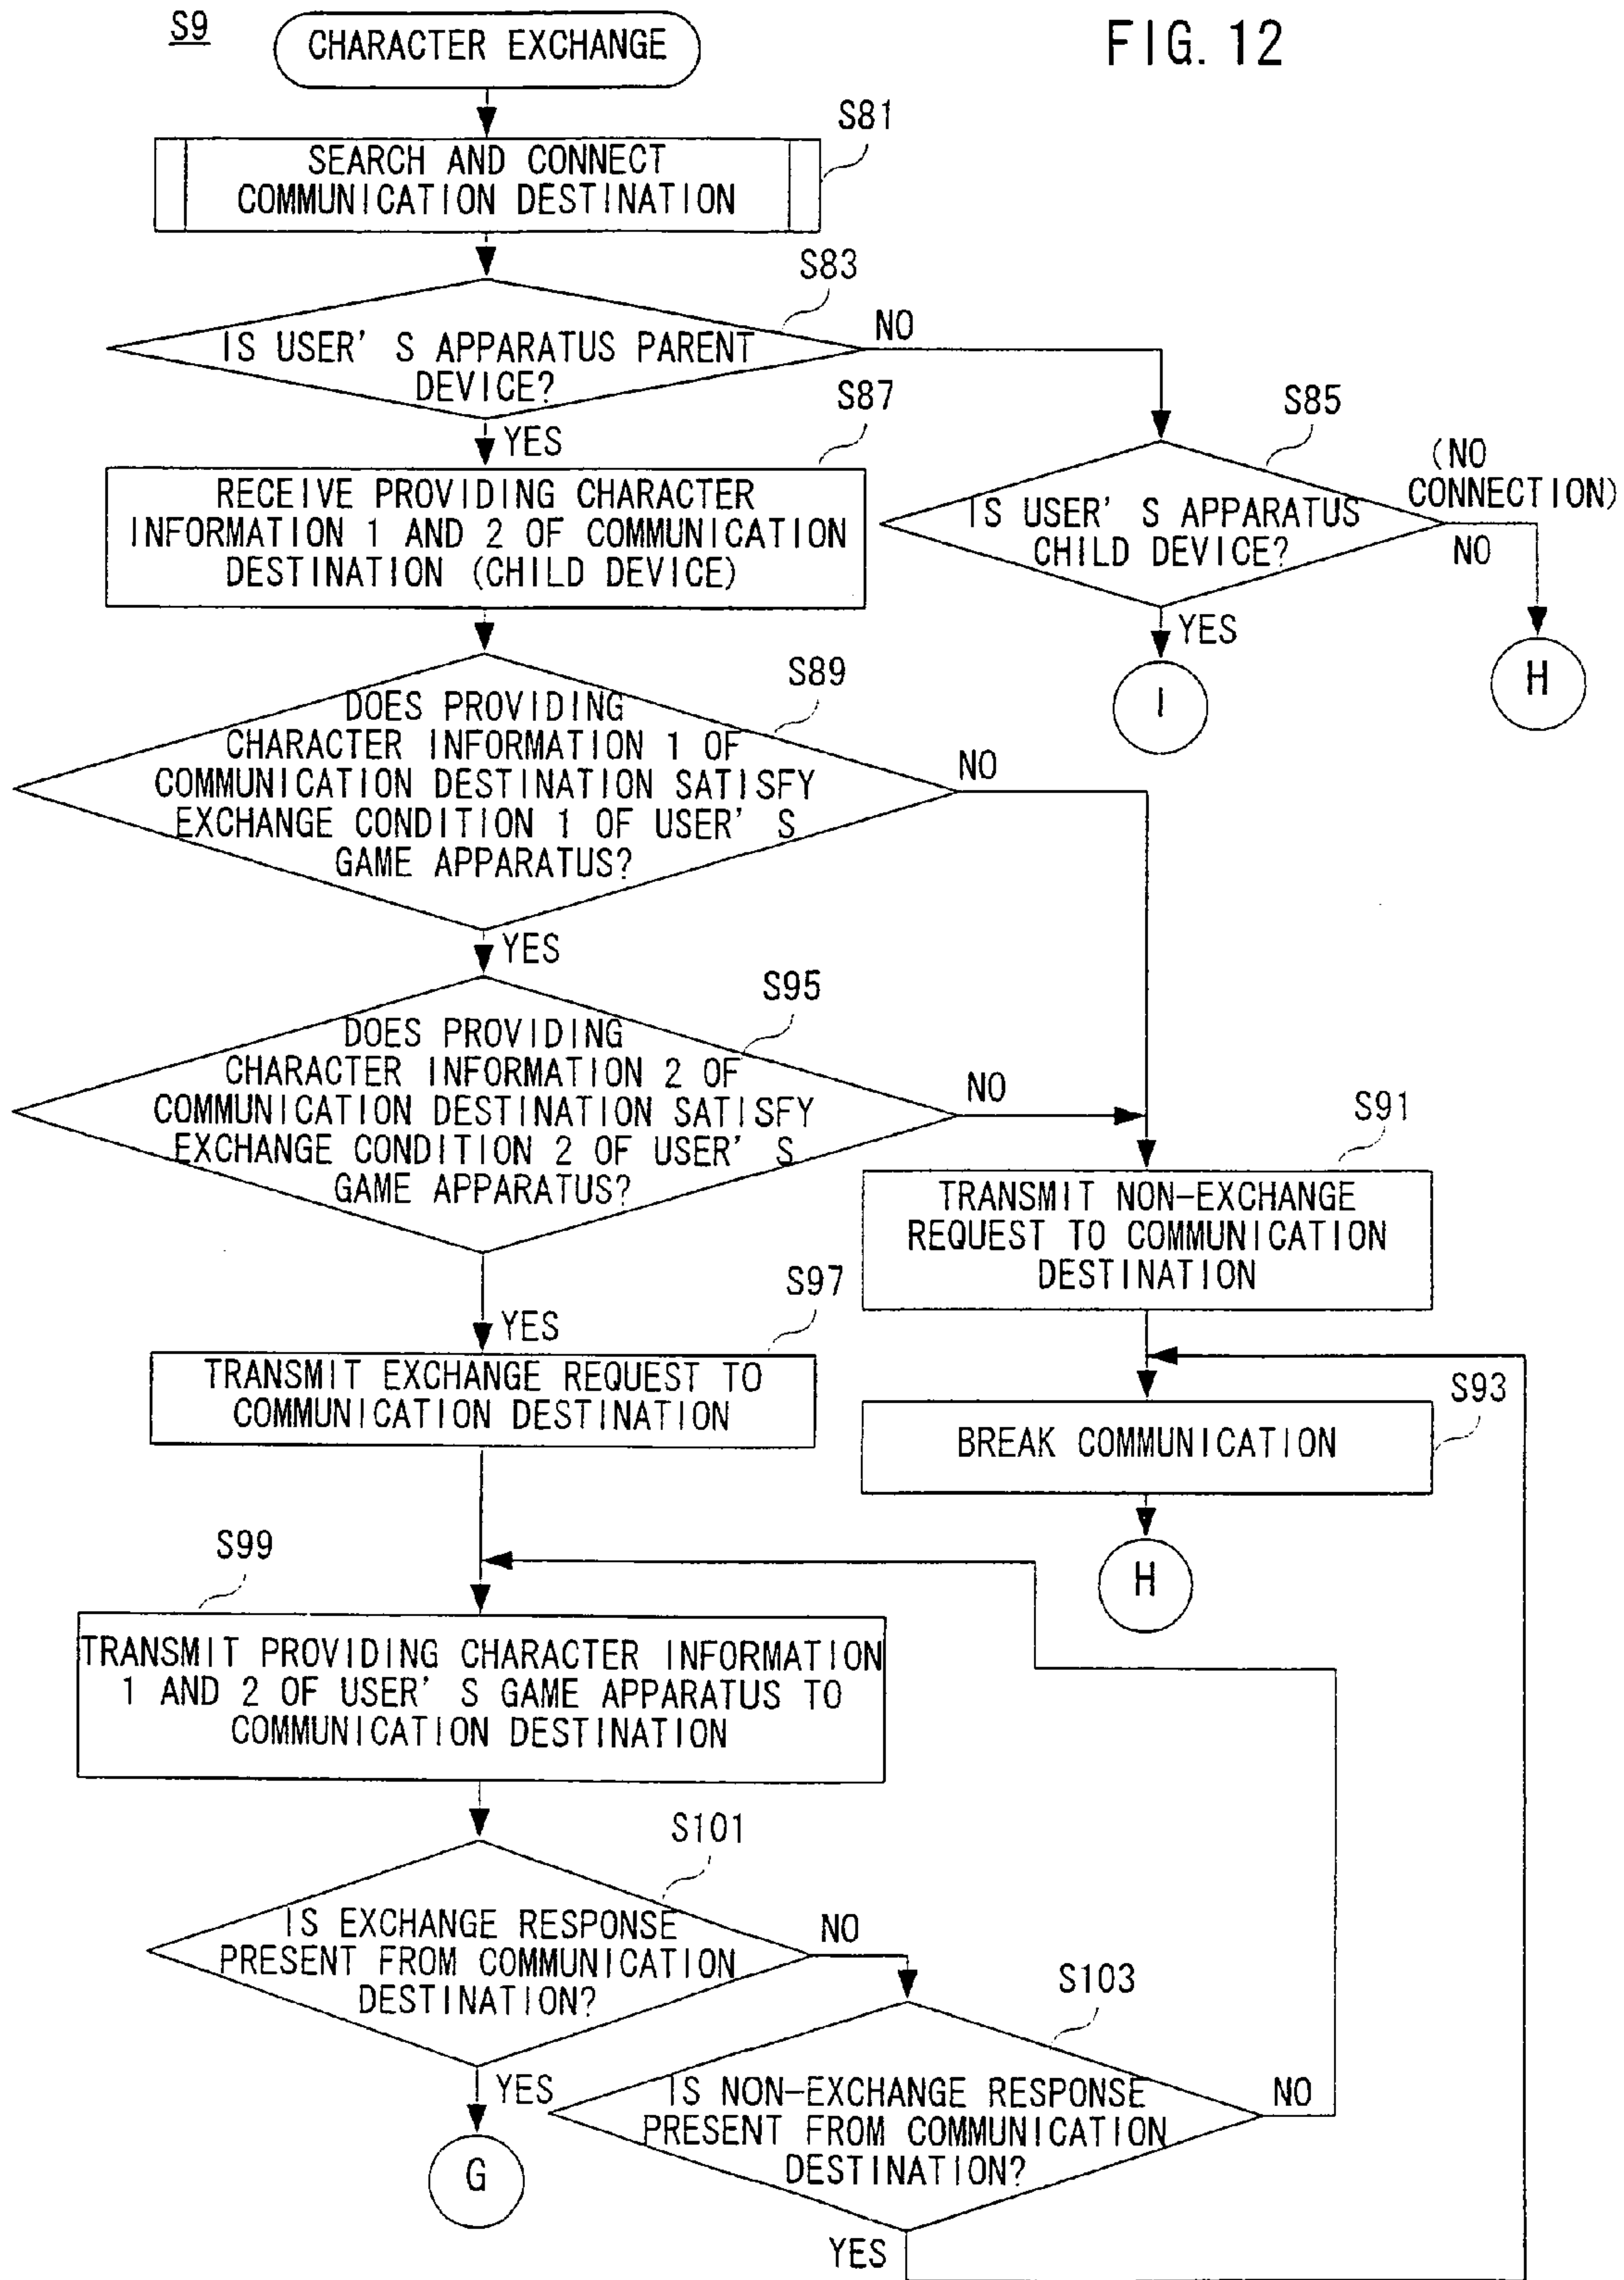 S9
CHARACTER EXCHANGE
FIG. 12
S81
SEARCH AND CONNECT
COMMUNICATION DESTINATION
S83
IS USER' S APPARATUS PARENT
DEVICE?
NO
YES
S85
IS USER' S APPARATUS
CHILD DEVICE?
(NO
CONNECTION)
NO
YES
I
H
S87
RECEIVE PROVIDING CHARACTER
INFORMATION 1 AND 2 OF COMMUNICATION
DESTINATION (CHILD DEVICE)
S89
DOES PROVIDING
CHARACTER INFORMATION 1 OF
COMMUNICATION DESTINATION SATISFY
EXCHANGE CONDITION 1 OF USER' S
GAME APPARATUS?
NO
YES
S95
DOES PROVIDING
CHARACTER INFORMATION 2 OF
COMMUNICATION DESTINATION SATISFY
EXCHANGE CONDITION 2 OF USER' S
GAME APPARATUS?
NO
YES
S91
TRANSMIT NON-EXCHANGE
REQUEST TO COMMUNICATION
DESTINATION
S97
TRANSMIT EXCHANGE REQUEST TO
COMMUNICATION DESTINATION
S93
BREAK COMMUNICATION
H
S99
TRANSMIT PROVIDING CHARACTER INFORMATION
1 AND 2 OF USER' S GAME APPARATUS TO
COMMUNICATION DESTINATION
S101
IS EXCHANGE RESPONSE
PRESENT FROM COMMUNICATION
DESTINATION?
NO
YES
G
S103
IS NON-EXCHANGE RESPONSE
PRESENT FROM COMMUNICATION
DESTINATION?
NO
YES